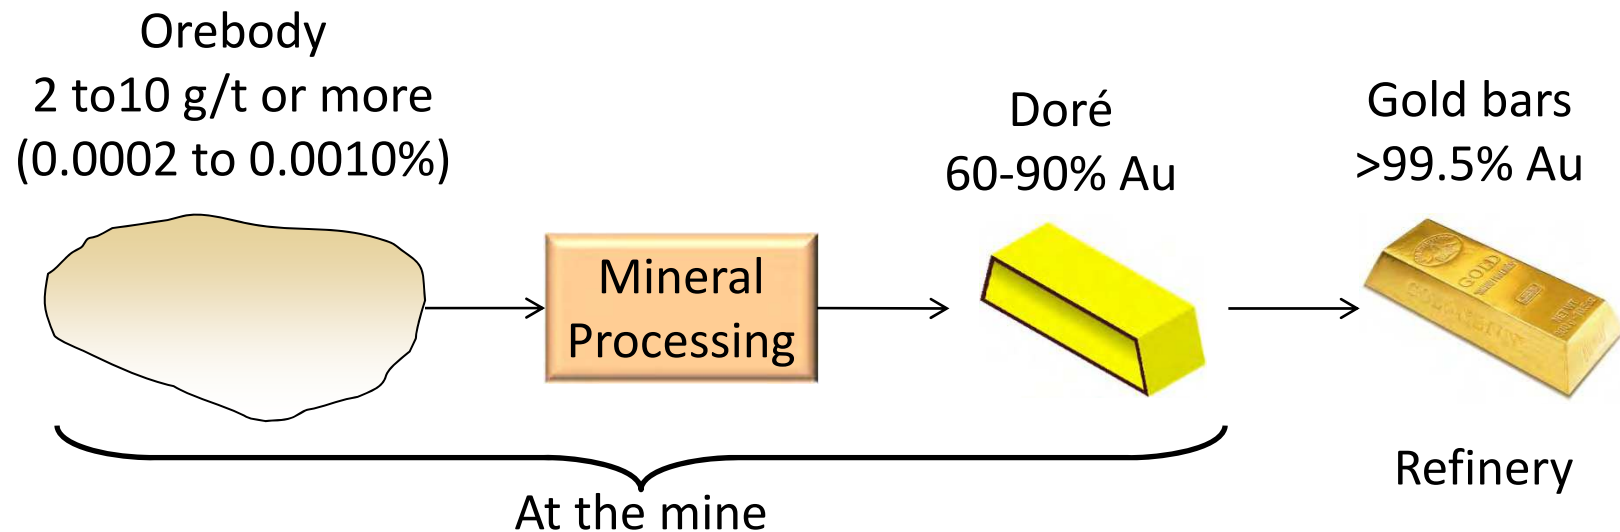 Orebody
2 to10 g/t or more
(0.0002 to 0.0010%)
Mineral
Processing
Doré
60-90% Au
Gold bars
>99.5% Au
GOLD
Refinery
At the mine